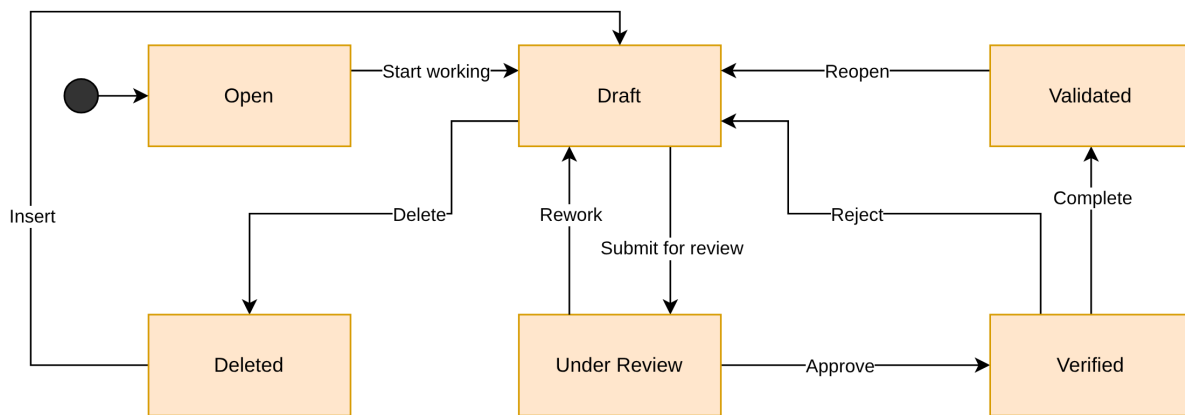 Start working
Reopen
Open
Draft
Validated
Insert
Delete
Rework
Reject
Complete
Submit for review
Deleted
Under Review
Approve
Verified